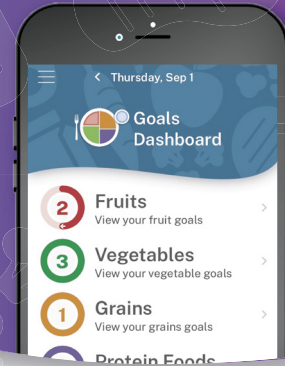 Thursday, Sep 1
Goals
Dashboard
2
Fruits
View your fruit goals
3
Vegetables
View your vegetable goals
1
Grains
View your grains goals
Protein Foods